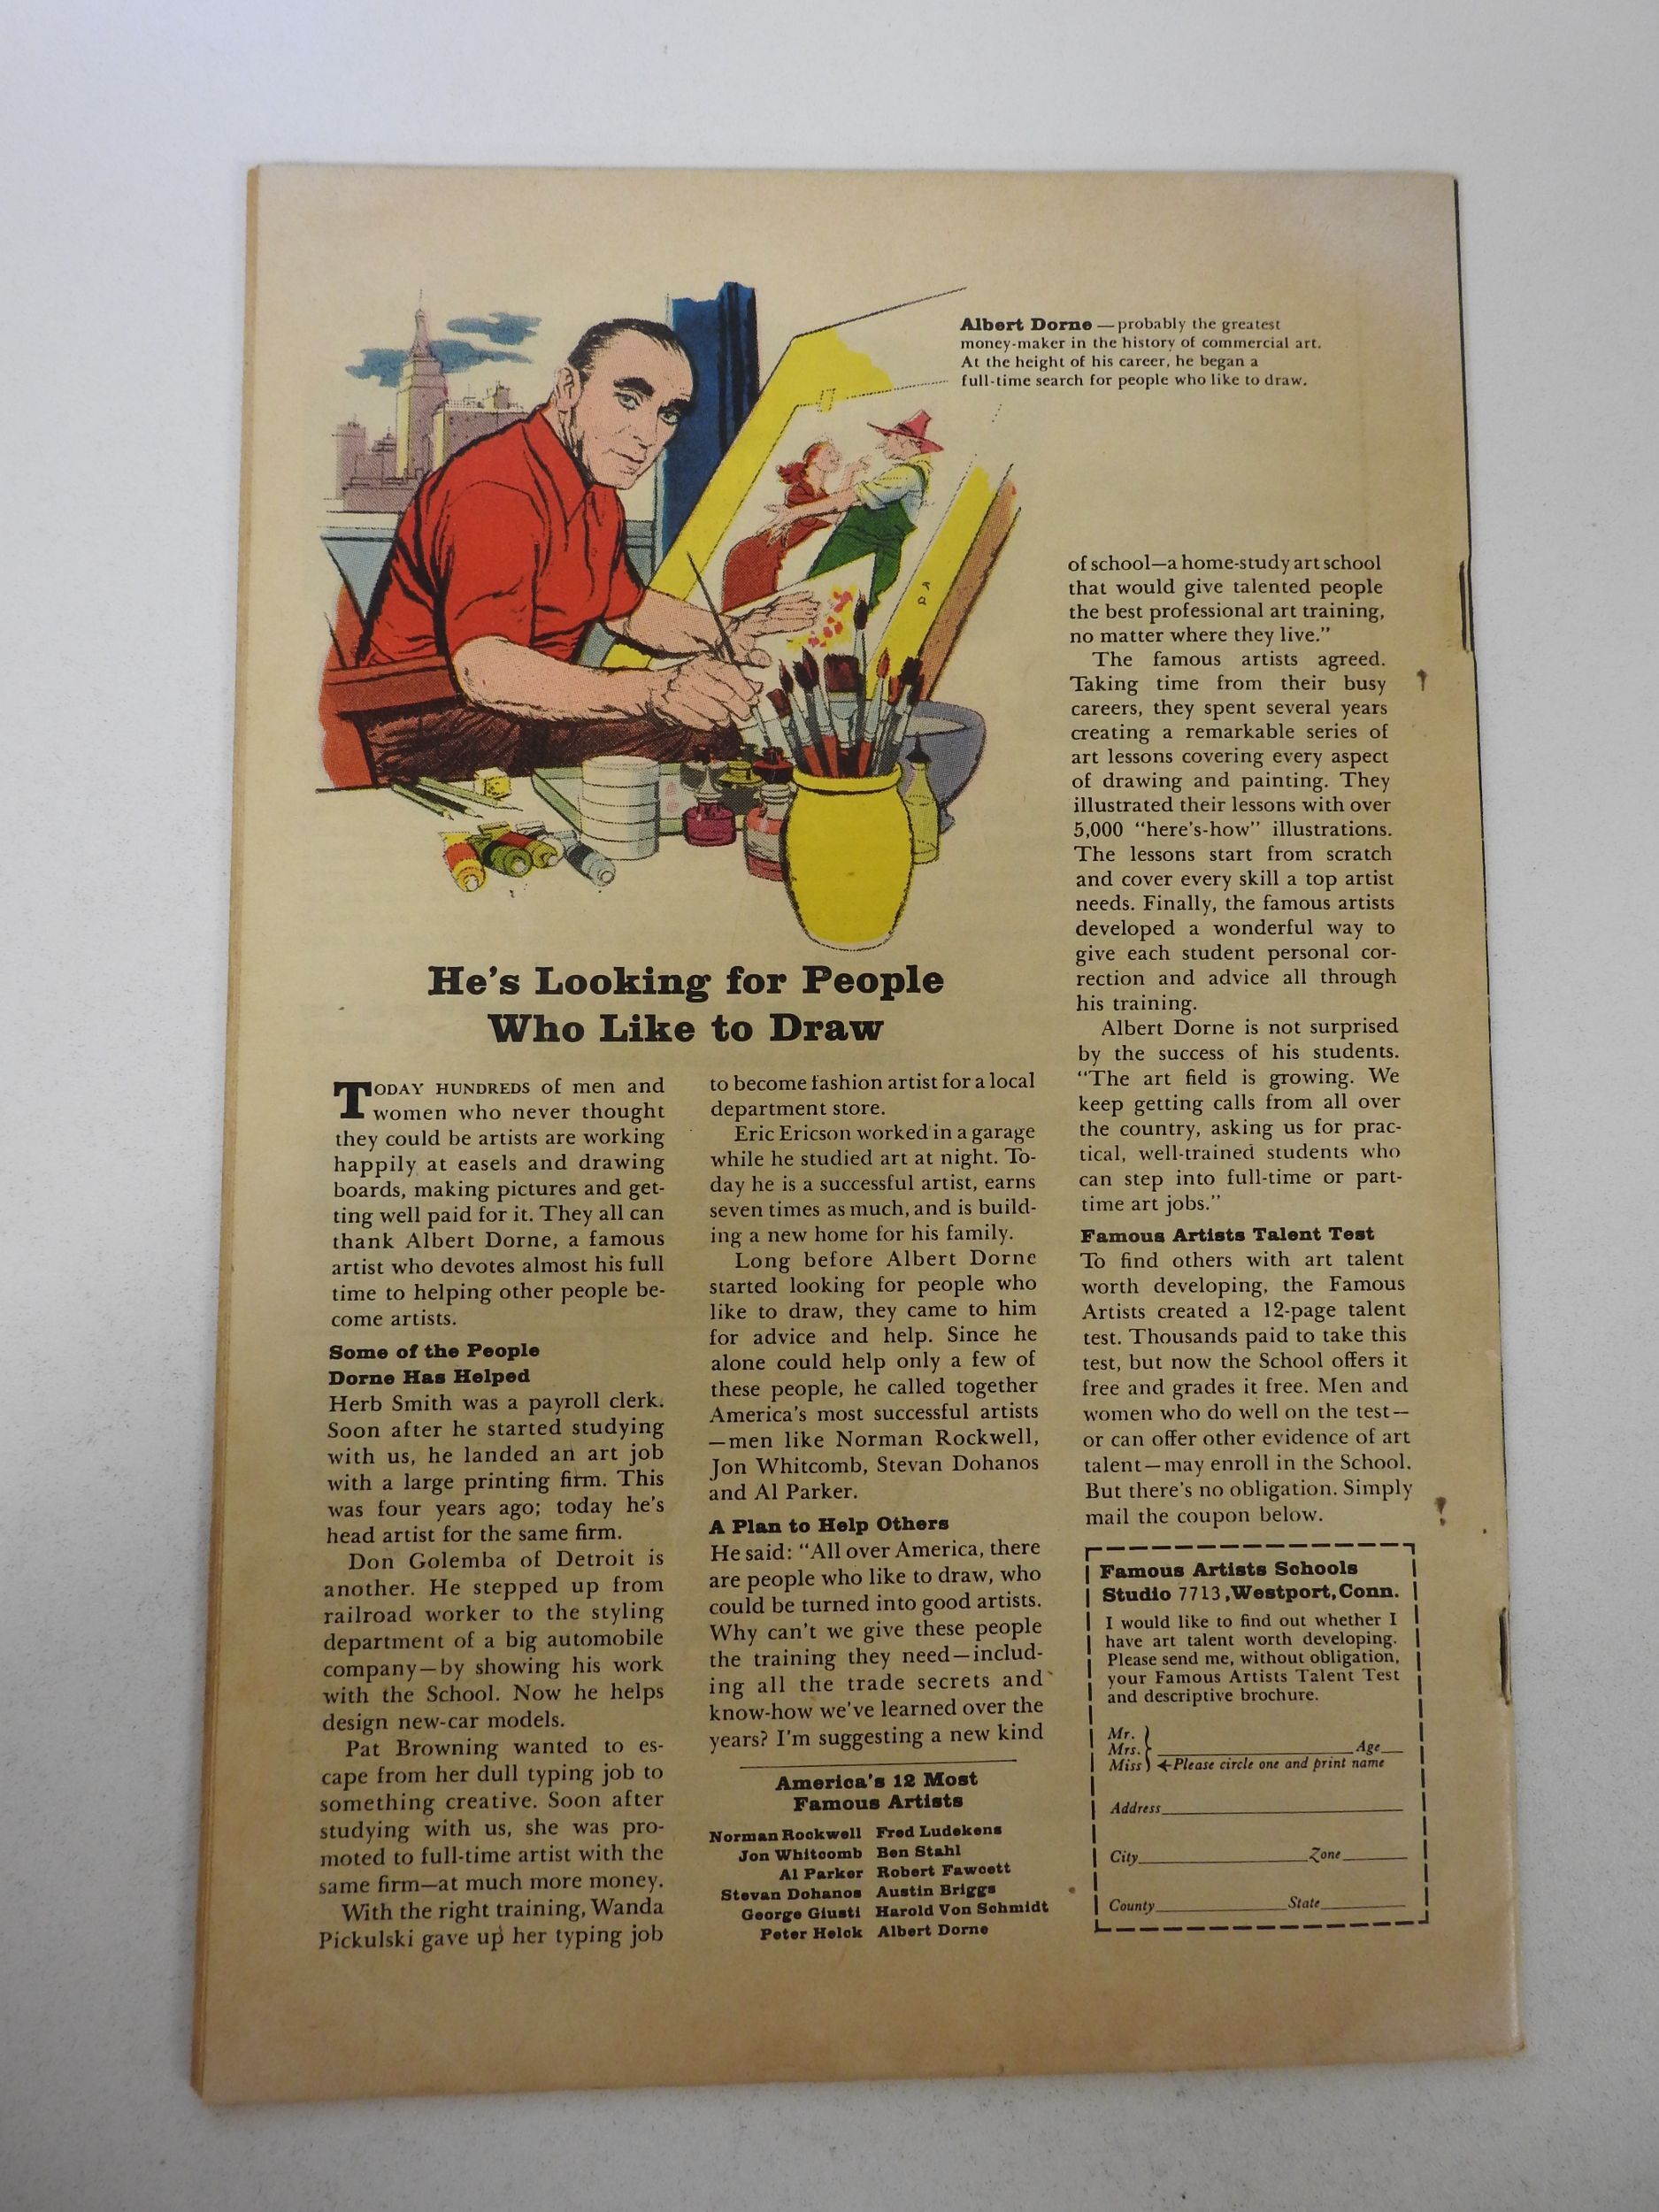 Albert Dorne — probably the greatest
money-maker in the history of commercial art.
At the height of his career, he began a
full-time search for people who like to draw.
He's Looking for People
Who Like to Draw
TODAY HUNDREDS of men and
women who never thought
they could be artists are working
happily at easels and drawing
boards, making pictures and get-
ting well paid for it. They all can
thank Albert Dorne, a famous
artist who devotes almost his full
time to helping other people be-
come artists.
Some of the People
Dorne Has Helped
Herb Smith was a payroll clerk.
Soon after he started studying
with us, he landed an art job
with a large printing firm. This
was four years ago; today he's
head artist for the same firm.
Don Golemba of Detroit is
another. He stepped up from
railroad worker to the styling
department of a big automobile
company—by showing his work
with the School. Now he helps
design new-car models.
Pat Browning wanted to es-
cape from her dull typing job to
something creative. Soon after
studying with us, she was pro-
moted to full-time artist with the
same firm—at much more money.
With the right training, Wanda
Pickulski gave up her typing job
to become fashion artist for a local
department store.
Eric Ericson worked in a garage
while he studied art at night. To-
day he is a successful artist, earns
seven times as much, and is build-
ing a new home for his family.
Long before Albert Dorne
started looking for people who
like to draw, they came to him
for advice and help. Since he
alone could help only a few of
these people, he called together
America's most successful artists
—men like Norman Rockwell,
Jon Whitcomb, Stevan Dohanos
and Al Parker.
A Plan to Help Others
He said: "All over America, there
are people who like to draw, who
could be turned into good artists.
Why can't we give these people
the training they need—includ-
ing all the trade secrets and
know-how we've learned over the
years? I'm suggesting a new kind
America's 12 Most
Famous Artists
Norman Rockwell Fred Ludekens
Jon Whitcomb Ben Stahl
Al Parker Robert Fawcett
Stevan Dohanos Austin Briggs
George Giusti Harold Von Schmidt
Peter Helck Albert Dorne
of school—a home-study art school
that would give talented people
the best professional art training,
no matter where they live."
The famous artists agreed.
Taking time from their busy
careers, they spent several years
creating a remarkable series of
art lessons covering every aspect
of drawing and painting. They
illustrated their lessons with over
5,000 "here's-how" illustrations.
The lessons start from scratch
and cover every skill a top artist
needs. Finally, the famous artists
developed a wonderful way to
give each student personal cor-
rection and advice all through
his training.
Albert Dorne is not surprised
by the success of his students.
"The art field is growing. We
keep getting calls from all over
the country, asking us for prac-
tical, well-trained students who
can step into full-time or part-
time art jobs."
Famous Artists Talent Test
To find others with art talent
worth developing, the Famous
Artists created a 12-page talent
test. Thousands paid to take this
test, but now the School offers it
free and grades it free. Men and
women who do well on the test—
or can offer other evidence of art
talent—may enroll in the School.
But there's no obligation. Simply
mail the coupon below.
Famous Artists Schools
Studio 7713, Westport, Conn.
I would like to find out whether I
have art talent worth developing.
Please send me, without obligation,
your Famous Artists Talent Test
and descriptive brochure.
Mr.
Mrs. Age
Miss ←Please circle one and print name
Address
City Zone
County State